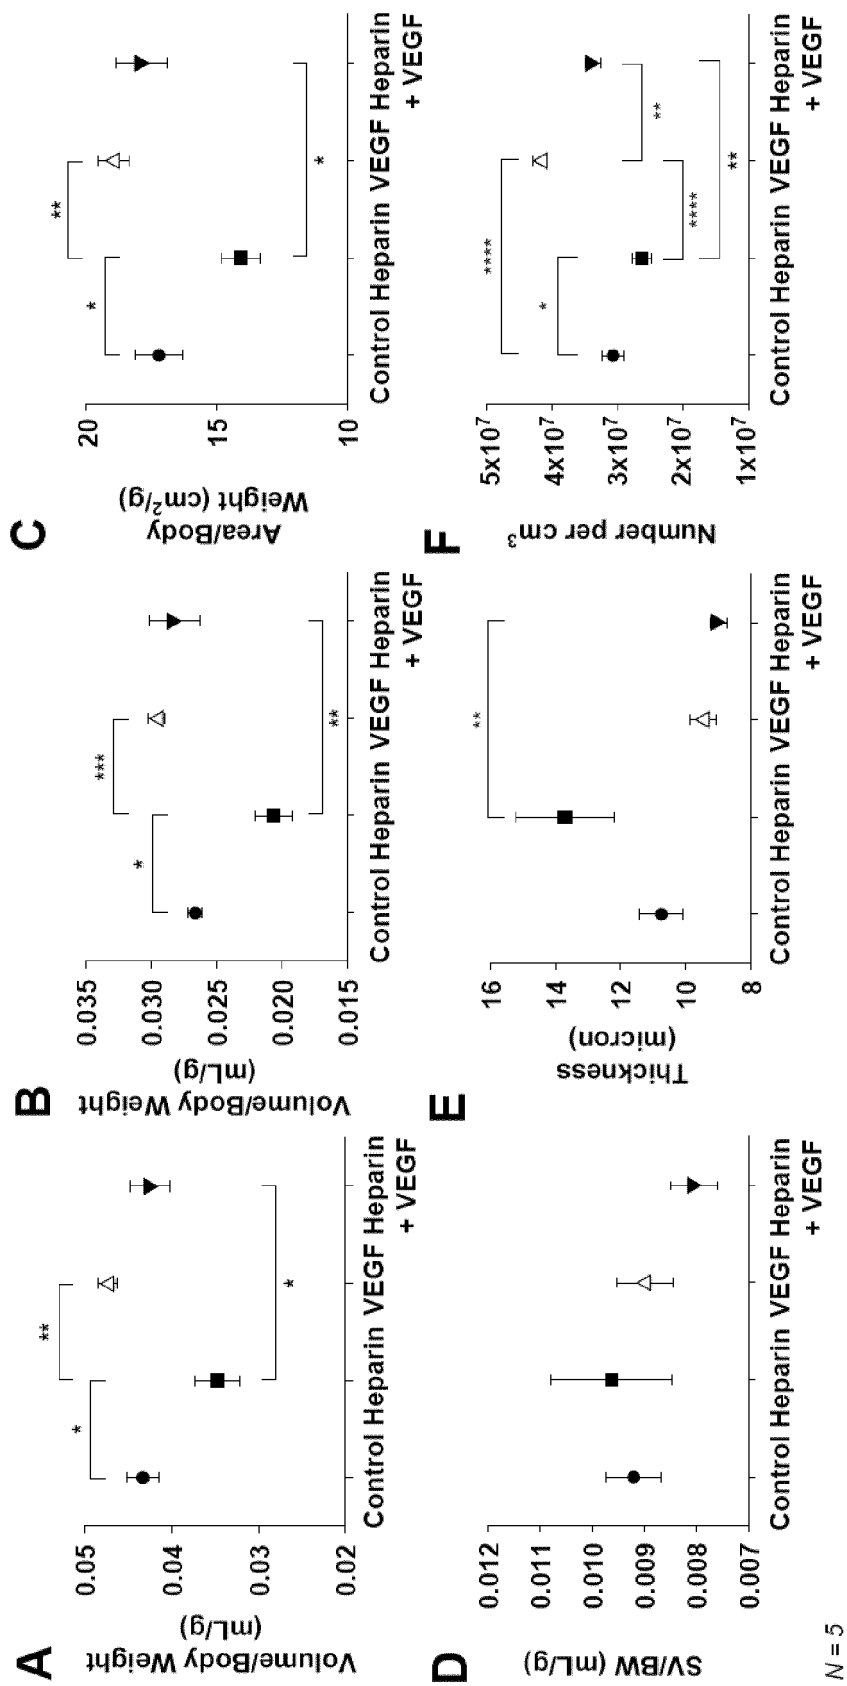 A
Volume/Body Weight
(mL/g)
0.05
0.04
0.03
0.02
*
**
*
Control Heparin VEGF Heparin
+ VEGF
B
Volume/Body Weight
(mL/g)
0.035
0.030
0.025
0.020
0.015
*
***
**
Control Heparin VEGF Heparin
+ VEGF
C
Area/Body
Weight (cm²/g)
20
15
10
*
**
*
Control Heparin VEGF Heparin
+ VEGF
D
SV/BW (mL/g)
0.012
0.011
0.010
0.009
0.008
0.007
Control Heparin VEGF Heparin
+ VEGF
E
Thickness
(micron)
16
14
12
10
8
**
Control Heparin VEGF Heparin
+ VEGF
F
Number per cm³
5x10⁷
4x10⁷
3x10⁷
2x10⁷
1x10⁷
****
*
**
****
**
Control Heparin VEGF Heparin
+ VEGF
N = 5